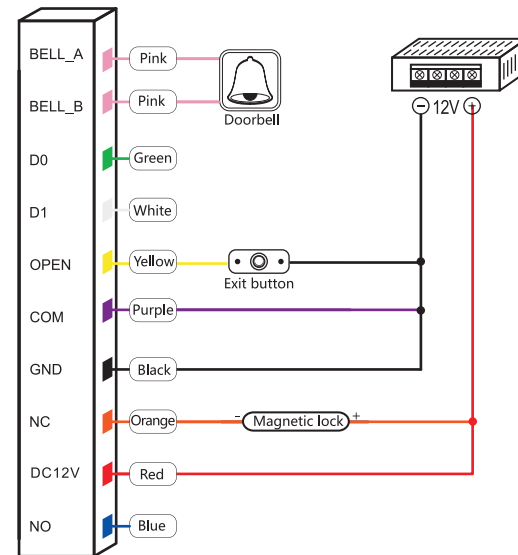 BELL_A
Pink
BELL_B
Pink
Doorbell
− 12V +
D0
Green
D1
White
OPEN
Yellow
Exit button
COM
Purple
GND
Black
NC
Orange
- Magnetic lock +
DC12V
Red
NO
Blue